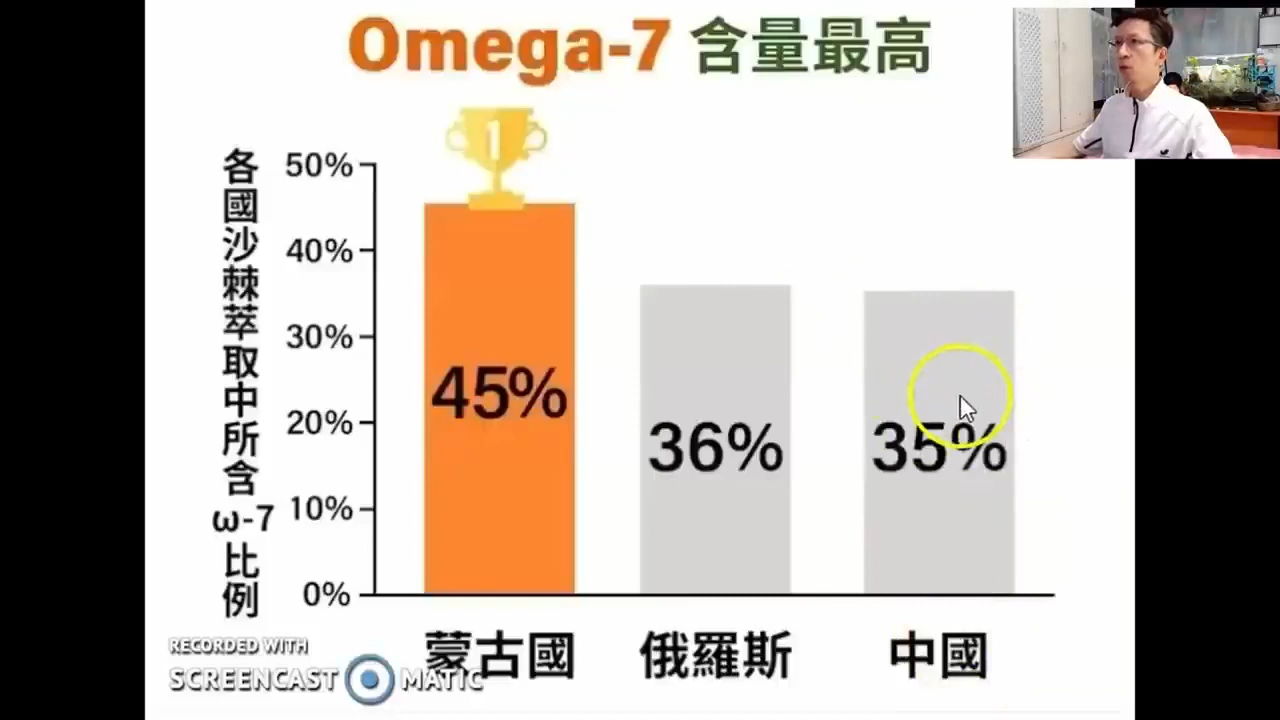 Omega-7 含量最高
1
各國沙棘萃取中所含ω-7比例
50%
40%
30%
20%
10%
0%
45%
36%
35%
蒙古國
俄羅斯
中國
RECORDED WITH
SCREENCAST MATIC